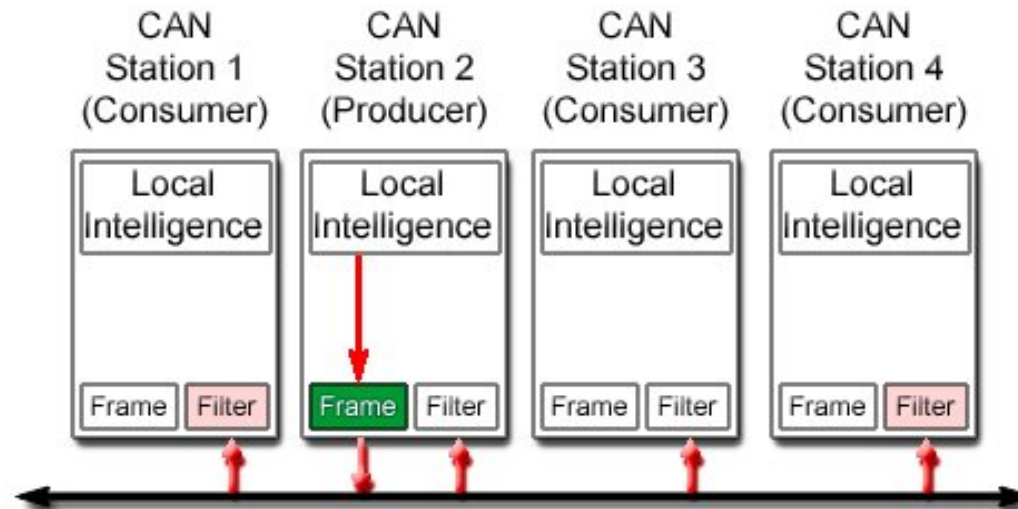 CAN
Station 1
(Consumer)
CAN
Station 2
(Producer)
CAN
Station 3
(Consumer)
CAN
Station 4
(Consumer)
Local
Intelligence
Local
Intelligence
Local
Intelligence
Local
Intelligence
Frame
Filter
Frame
Filter
Frame
Filter
Frame
Filter